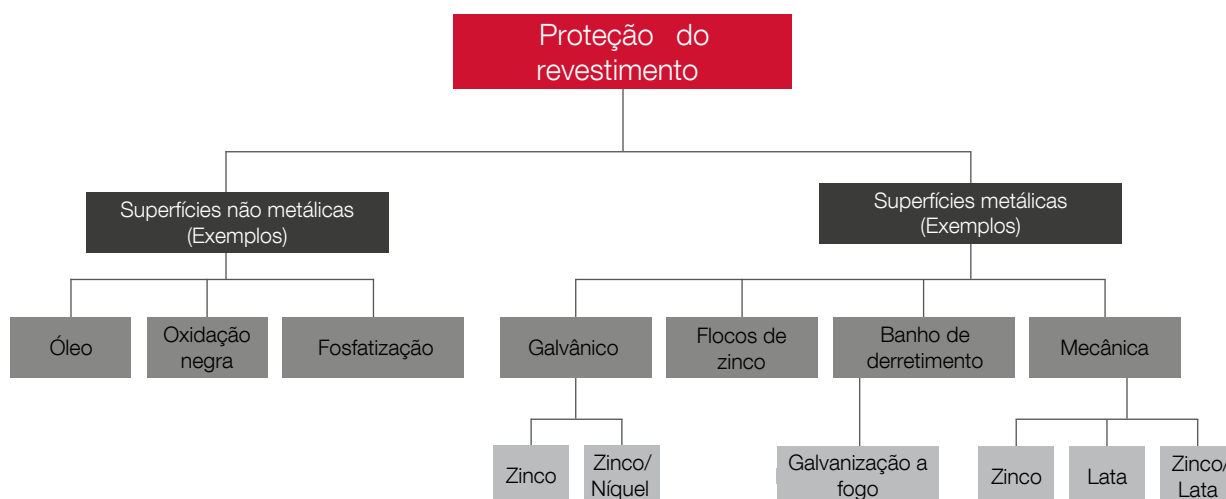 Proteção do
revestimento
Superfícies não metálicas
(Exemplos)
Superfícies metálicas
(Exemplos)
Óleo
Oxidação
negra
Fosfatização
Galvânico
Flocos de
zinco
Banho de
derretimento
Mecânica
Zinco
Zinco/
Níquel
Galvanização a
fogo
Zinco
Lata
Zinco/
Lata